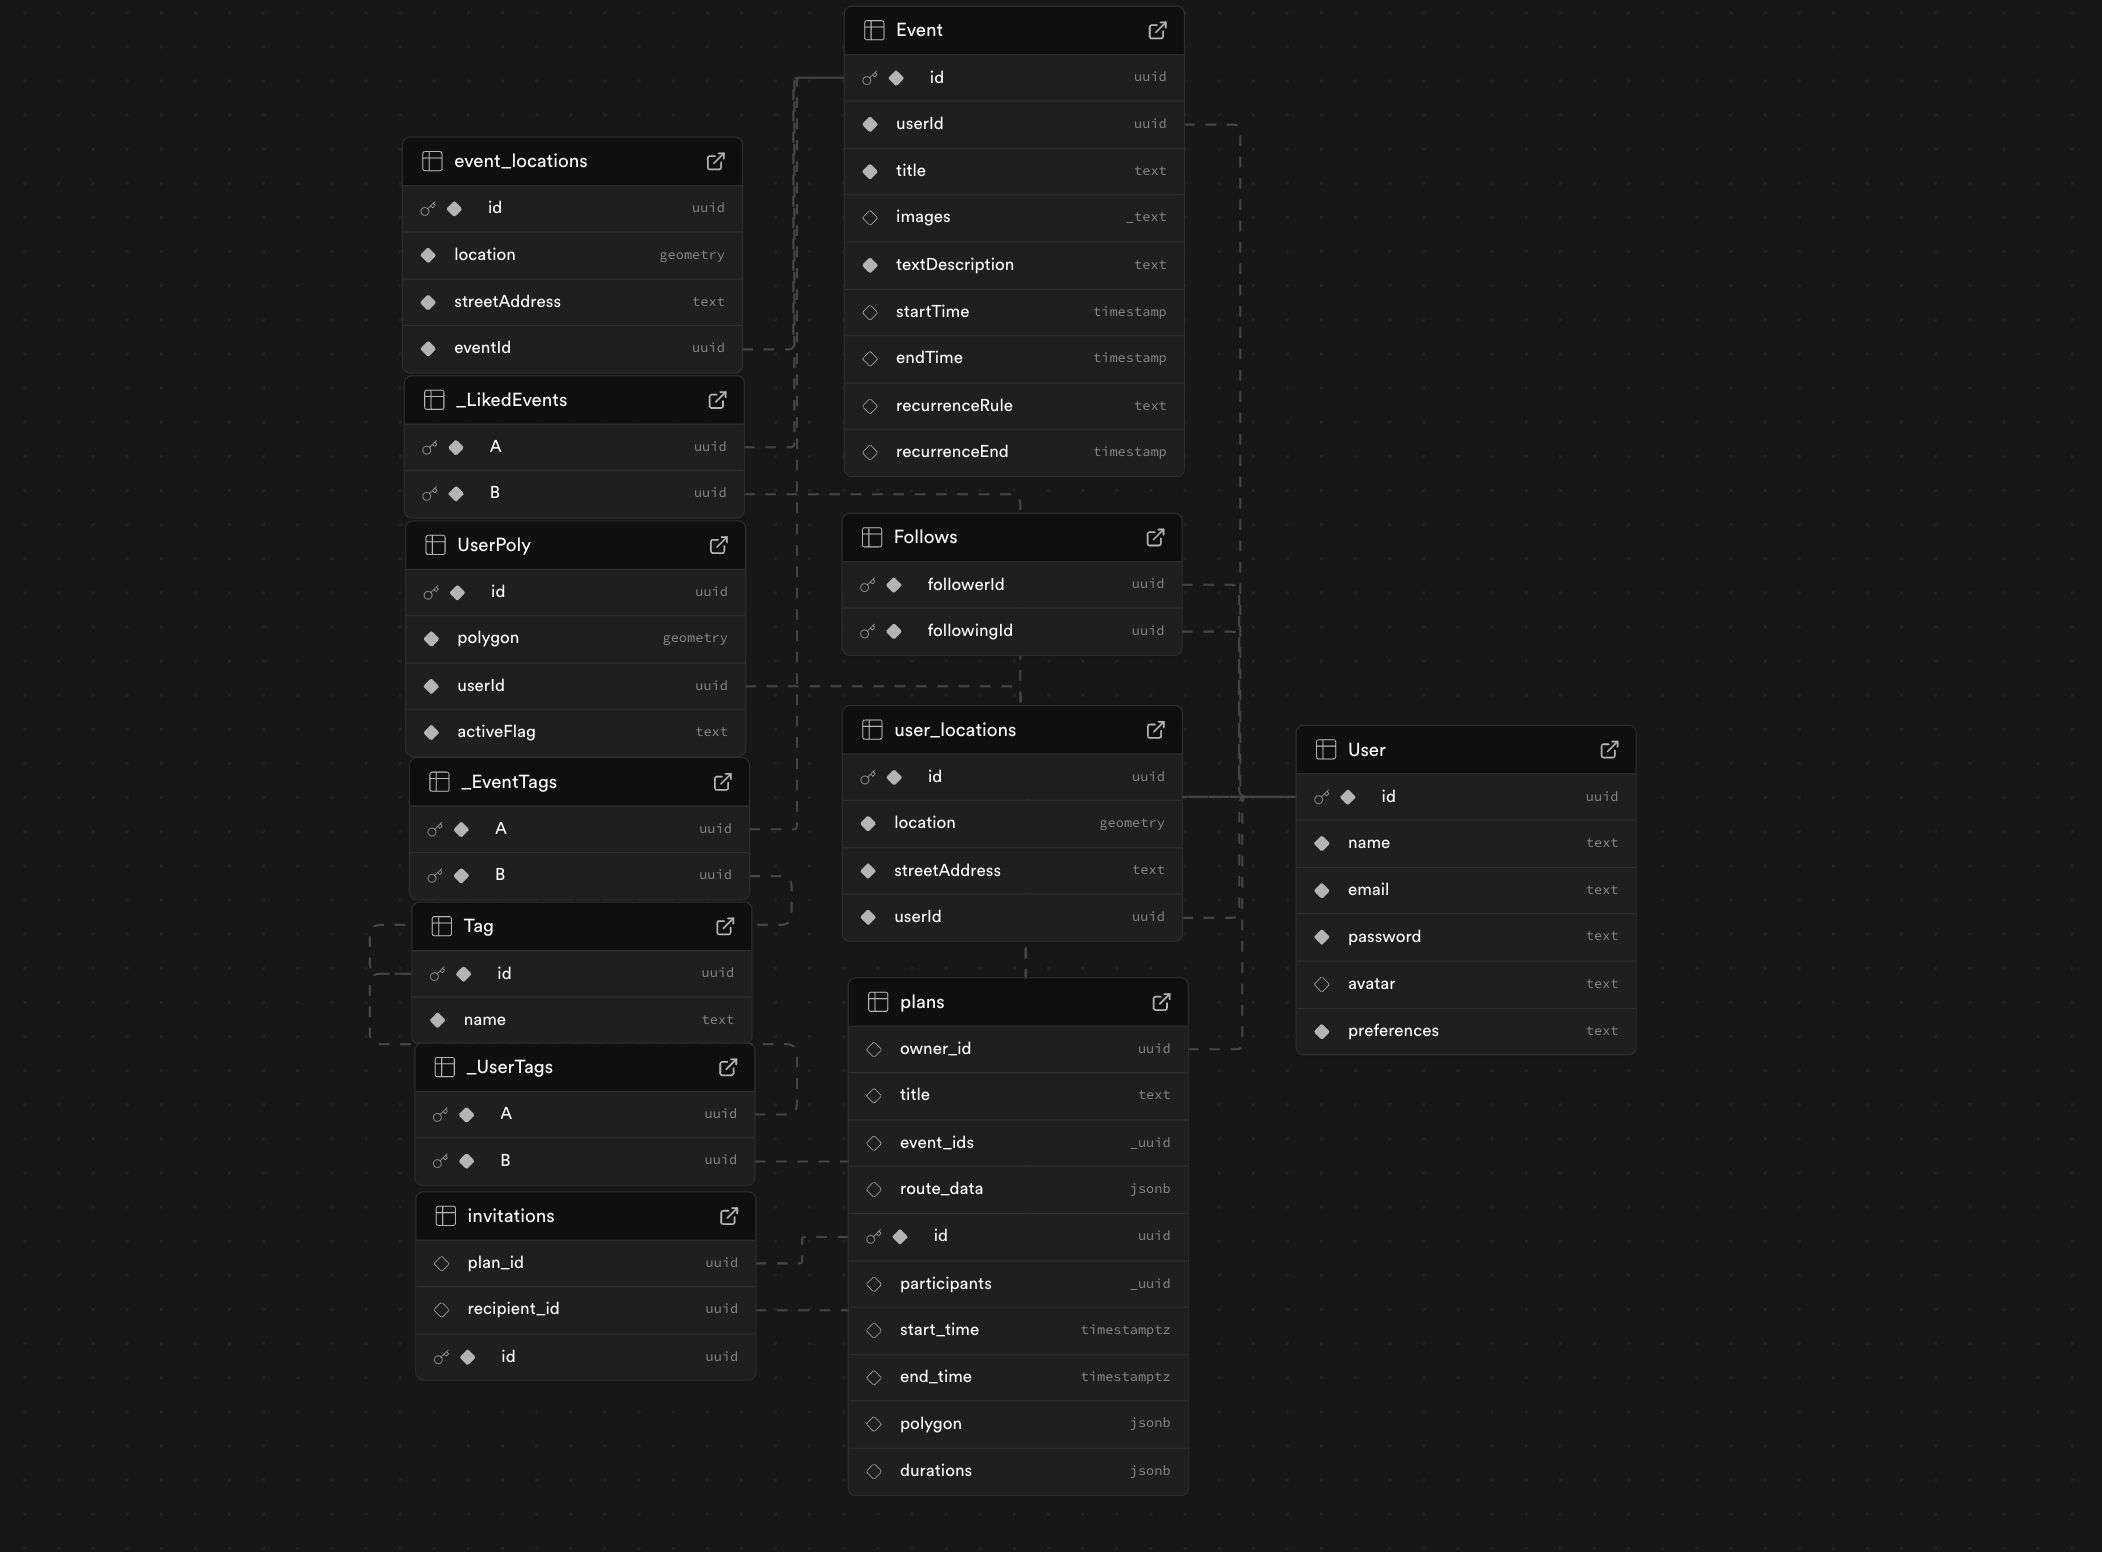 event_locations
id uuid
location geometry
streetAddress text
eventId uuid
_LikedEvents
A uuid
B uuid
UserPoly
id uuid
polygon geometry
userId uuid
activeFlag text
_EventTags
A uuid
B uuid
Tag
id uuid
name text
_UserTags
A uuid
B uuid
invitations
plan_id uuid
recipient_id uuid
id uuid
Event
id uuid
userId uuid
title text
images _text
textDescription text
startTime timestamp
endTime timestamp
recurrenceRule text
recurrenceEnd timestamp
Follows
followerId uuid
followingId uuid
user_locations
id uuid
location geometry
streetAddress text
userId uuid
plans
owner_id uuid
title text
event_ids _uuid
route_data jsonb
id uuid
participants _uuid
start_time timestamptz
end_time timestamptz
polygon jsonb
durations jsonb
User
id uuid
name text
email text
password text
avatar text
preferences text